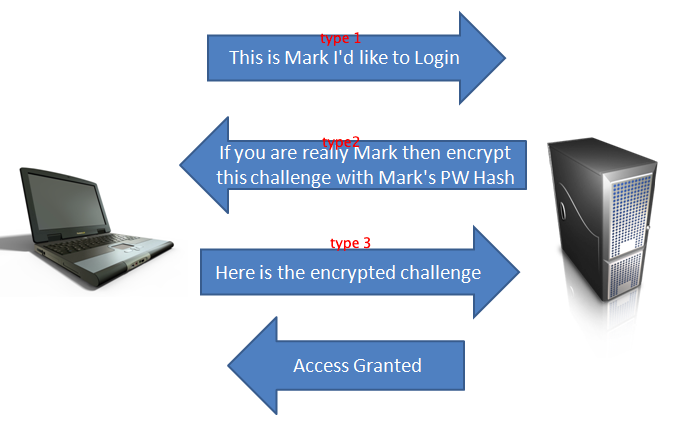 type 1
This is Mark I'd like to Login
type2
If you are really Mark then encrypt
this challenge with Mark's PW Hash
type 3
Here is the encrypted challenge
Access Granted